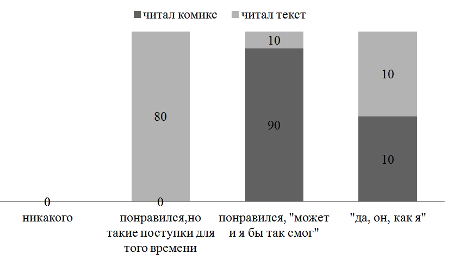 читал комикс читал текст
10
80 10
90
10
0 0
никакого понравился,но понравился, "может "да, он, как я"
такие поступки для и я бы так смог"
того времени